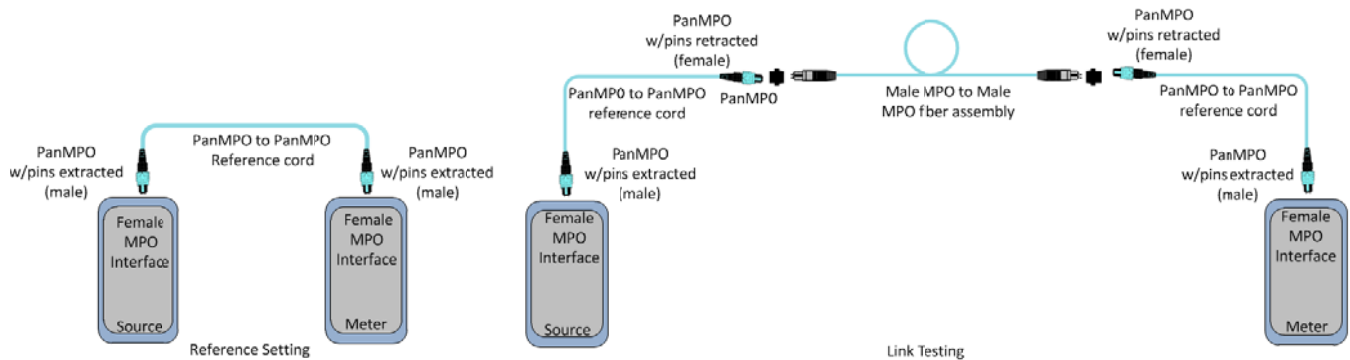 PanMPO
w/pins extracted
(male)
PanMPO to PanMPO
Reference cord
PanMPO
w/pins extracted
(male)
Female
MPO
Interface
Source
Female
MPO
Interface
Meter
Reference Setting
PanMPO
w/pins retracted
(female)
PanMP0 to PanMPO
reference cord
PanMP0
PanMPO
w/pins extracted
(male)
Female
MPO
Interface
Source
Male MPO to Male
MPO fiber assembly
PanMPO
w/pins retracted
(female)
PanMPO to PanMPO
reference cord
PanMPO
w/pins extracted
(male)
Female
MPO
Interface
Meter
Link Testing